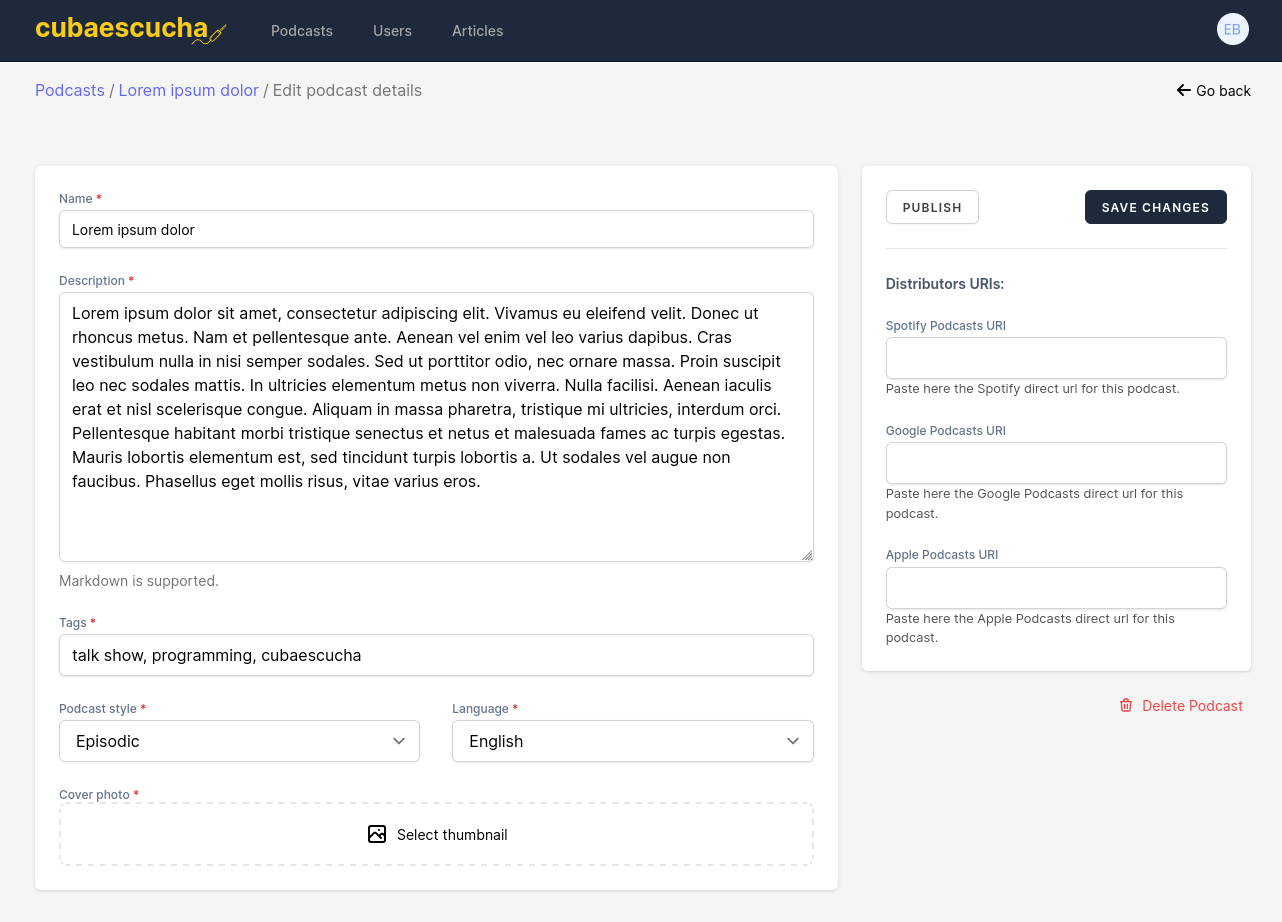 cubaescucha
Podcasts
Users
Articles
EB
Podcasts / Lorem ipsum dolor / Edit podcast details
Go back
Name *
Lorem ipsum dolor
Description *
Lorem ipsum dolor sit amet, consectetur adipiscing elit. Vivamus eu eleifend velit. Donec ut
rhoncus metus. Nam et pellentesque ante. Aenean vel enim vel leo varius dapibus. Cras
vestibulum nulla in nisi semper sodales. Sed ut porttitor odio, nec ornare massa. Proin suscipit
leo nec sodales mattis. In ultricies elementum metus non viverra. Nulla facilisi. Aenean iaculis
erat et nisl scelerisque congue. Aliquam in massa pharetra, tristique mi ultricies, interdum orci.
Pellentesque habitant morbi tristique senectus et netus et malesuada fames ac turpis egestas.
Mauris lobortis elementum est, sed tincidunt turpis lobortis a. Ut sodales vel augue non
faucibus. Phasellus eget mollis risus, vitae varius eros.
Markdown is supported.
Tags *
talk show, programming, cubaescucha
Podcast style *
Episodic
Language *
English
Cover photo *
Select thumbnail
PUBLISH
SAVE CHANGES
Distributors URIs:
Spotify Podcasts URI
Paste here the Spotify direct url for this podcast.
Google Podcasts URI
Paste here the Google Podcasts direct url for this
podcast.
Apple Podcasts URI
Paste here the Apple Podcasts direct url for this
podcast.
Delete Podcast